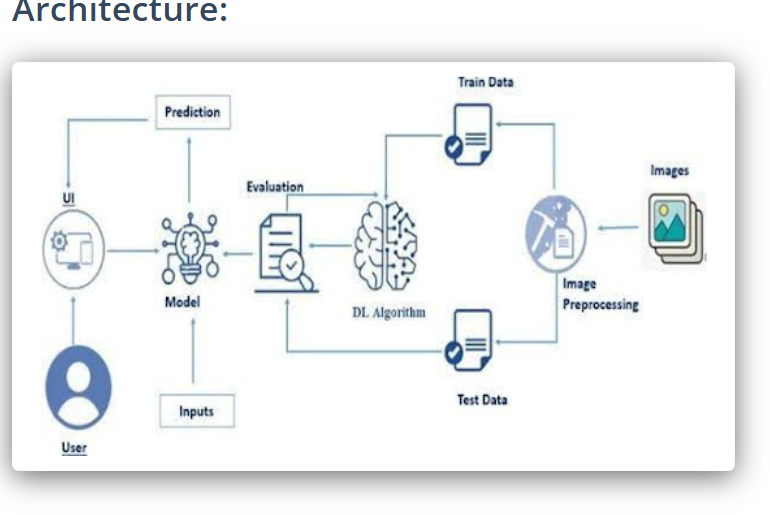 Architecture:
Train Data
Prediction
Images
Evaluation
UI
Image
Preprocessing
Model
DL Algorithm
Test Data
Inputs
User